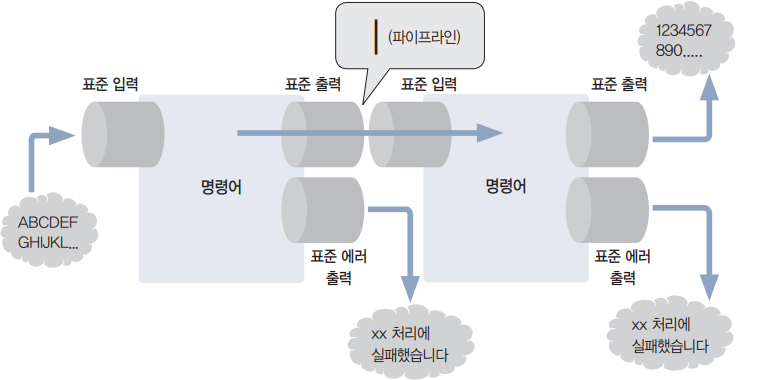 | (파이프라인)
1234567
890.....
표준 입력
표준 출력
표준 입력
표준 출력
명령어
명령어
ABCDEF
GHIJKL...
표준 에러
출력
표준 에러
출력
xx 처리에
실패했습니다
xx 처리에
실패했습니다